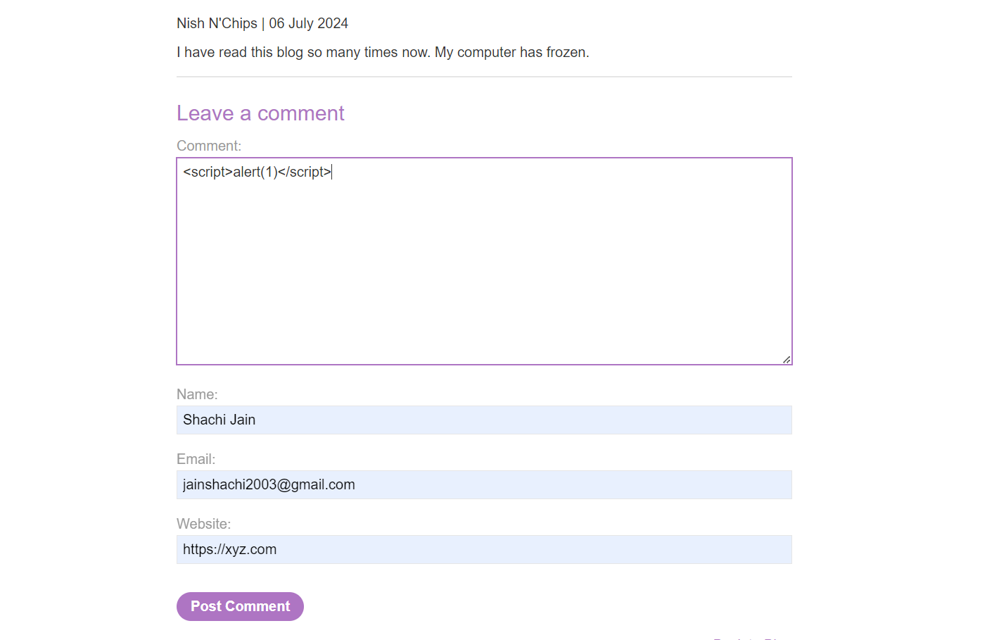 Nish N'Chips | 06 July 2024
I have read this blog so many times now. My computer has frozen.
Leave a comment
Comment:
<script>alert(1)</script>
Name:
Shachi Jain
Email:
jainshachi2003@gmail.com
Website:
https://xyz.com
Post Comment